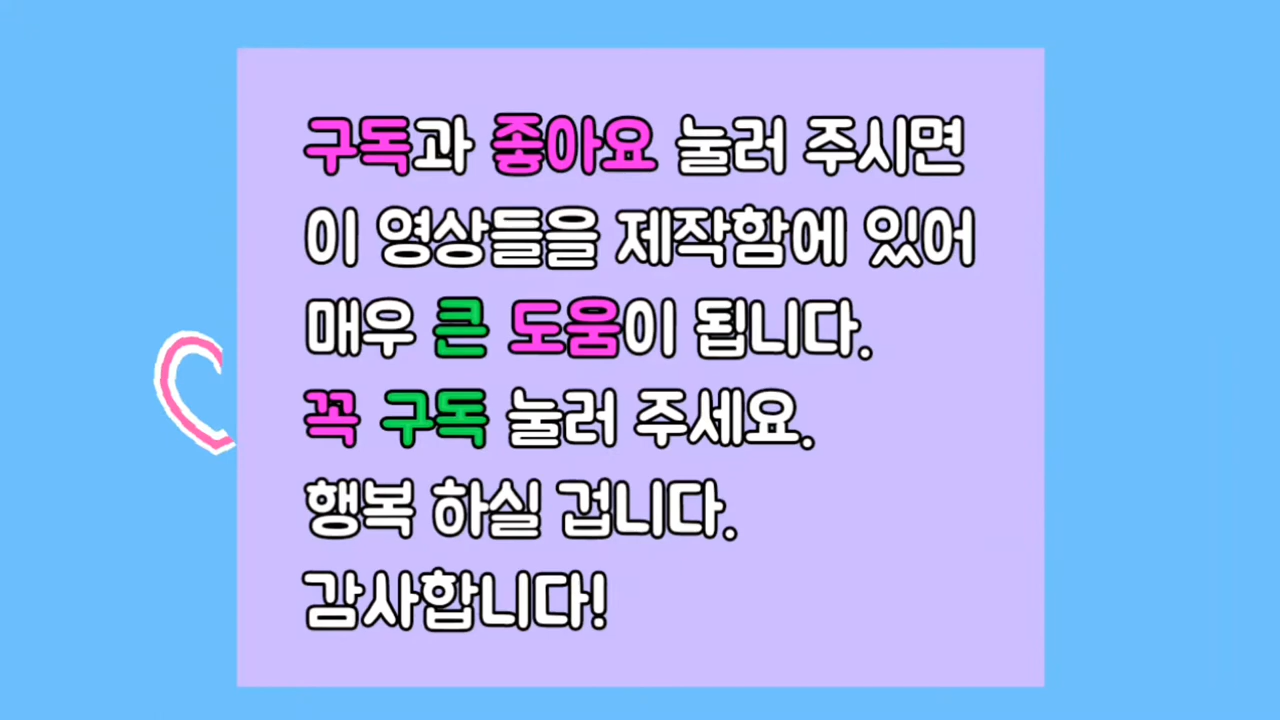 구독과 좋아요 눌러 주시면
이 영상들을 제작함에 있어
매우 큰 도움이 됩니다.
꼭 구독 눌러 주세요.
행복 하실 겁니다.
감사합니다!